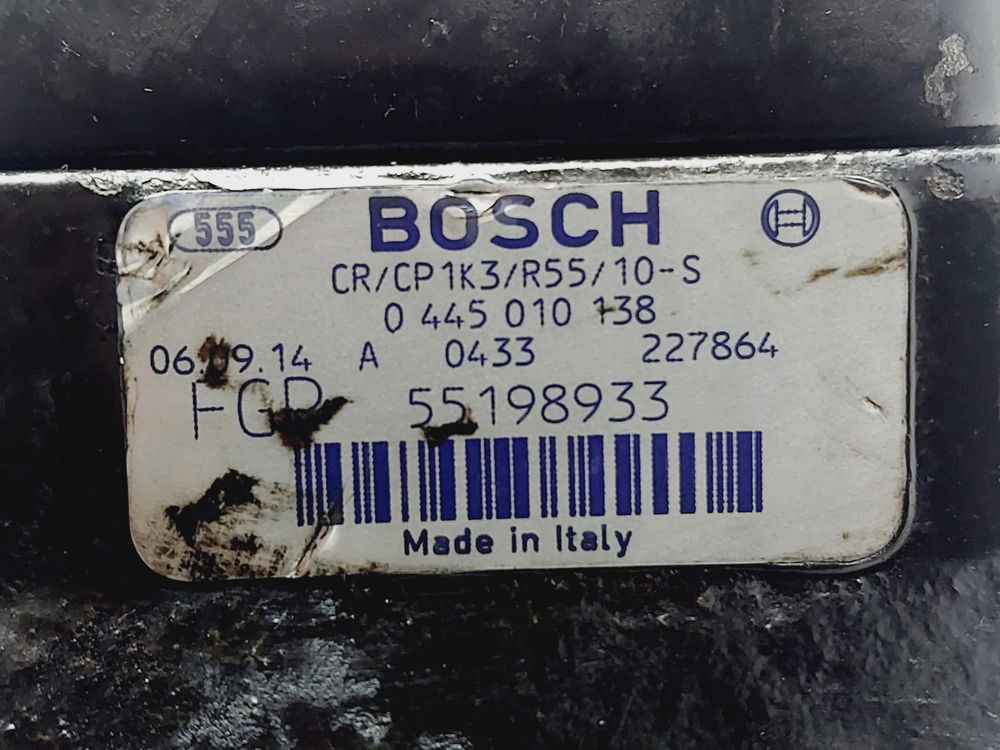 555 BOSCH
CR/CP1K3/R55/10-S
0 445 010 138
06.09.14 A 0433 227864
FGP 55198933
Made in Italy